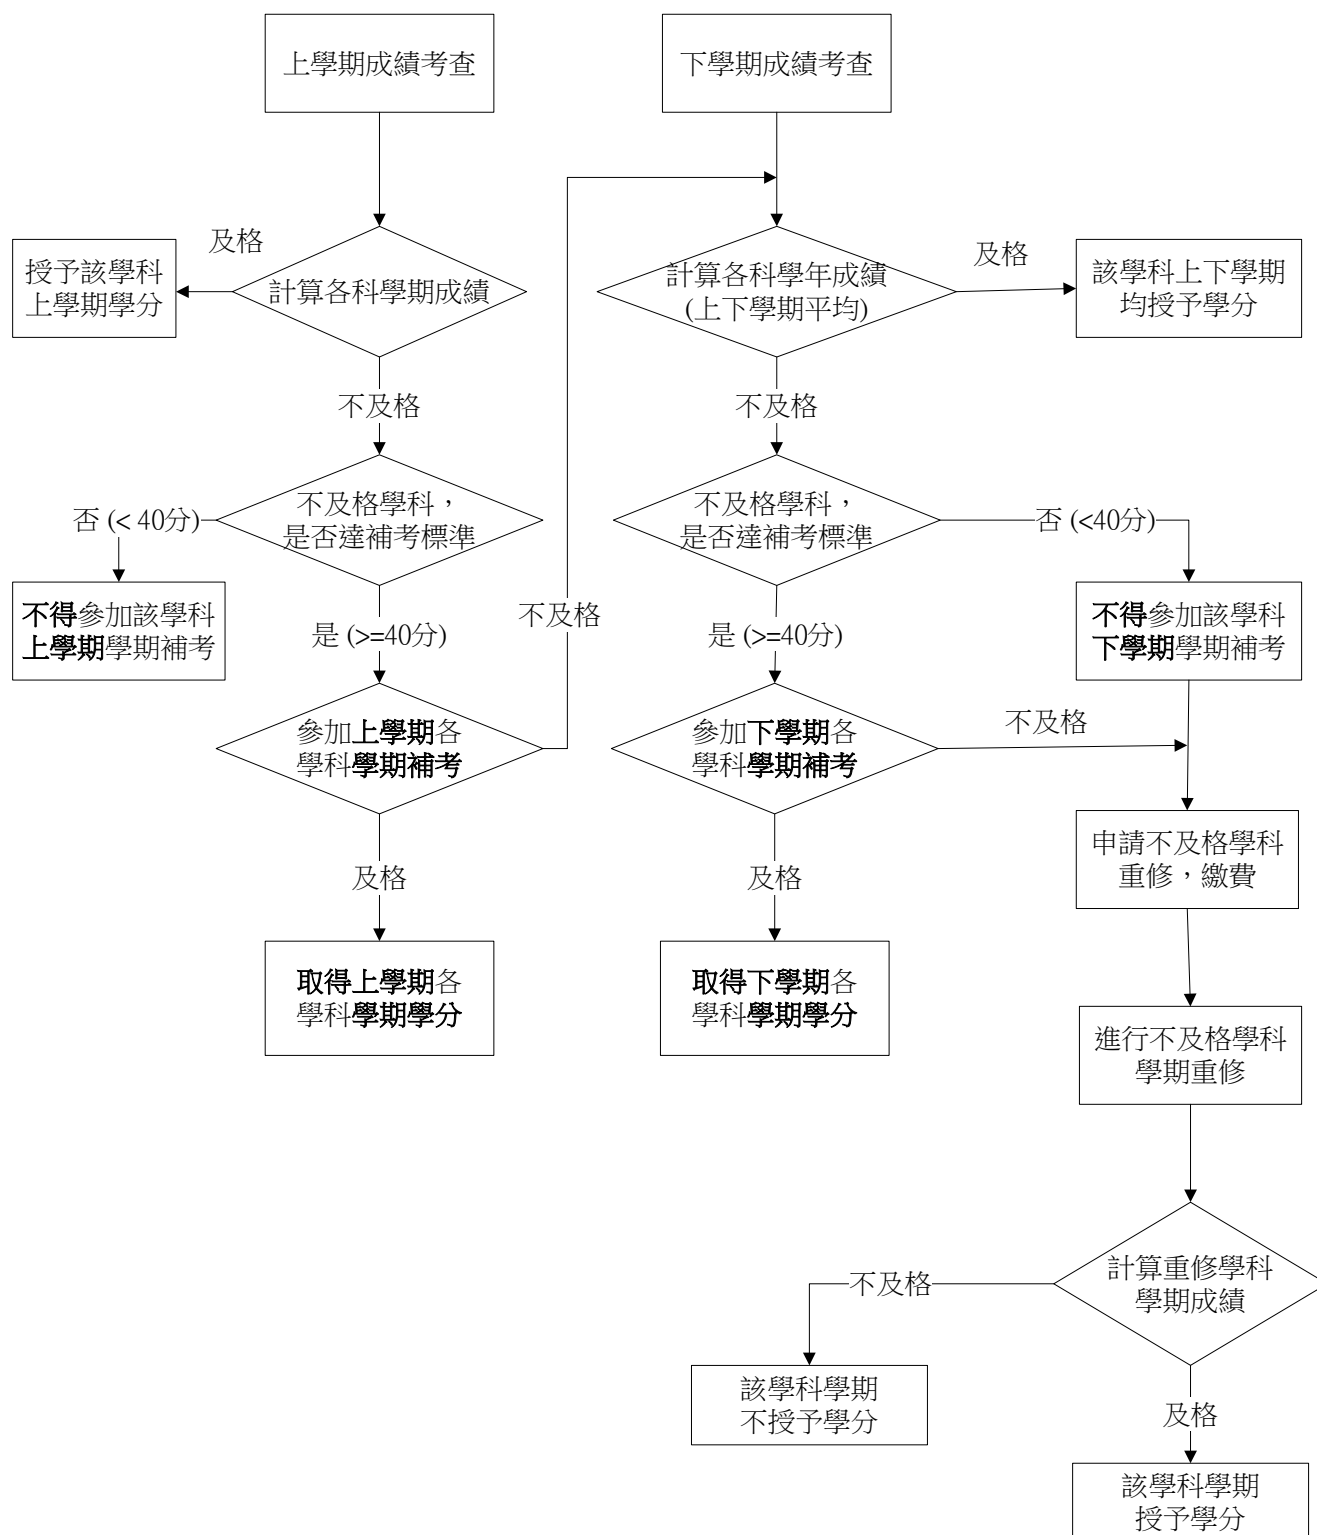 上學期成績考查
下學期成績考查
及格
授予該學科
上學期學分
計算各科學期成績
計算各科學年成績
(上下學期平均)
及格
該學科上下學期
均授予學分
不及格
不及格
否 (< 40分)
不及格學科，
是否達補考標準
不及格學科，
是否達補考標準
否 (<40分)
不得參加該學科
上學期學期補考
是 (>=40分)
不及格
是 (>=40分)
不得參加該學科
下學期學期補考
參加上學期各
學科學期補考
參加下學期各
學科學期補考
不及格
及格
及格
申請不及格學科
重修，繳費
取得上學期各
學科學期學分
取得下學期各
學科學期學分
進行不及格學科
學期重修
不及格
計算重修學科
學期成績
該學科學期
不授予學分
及格
該學科學期
授予學分